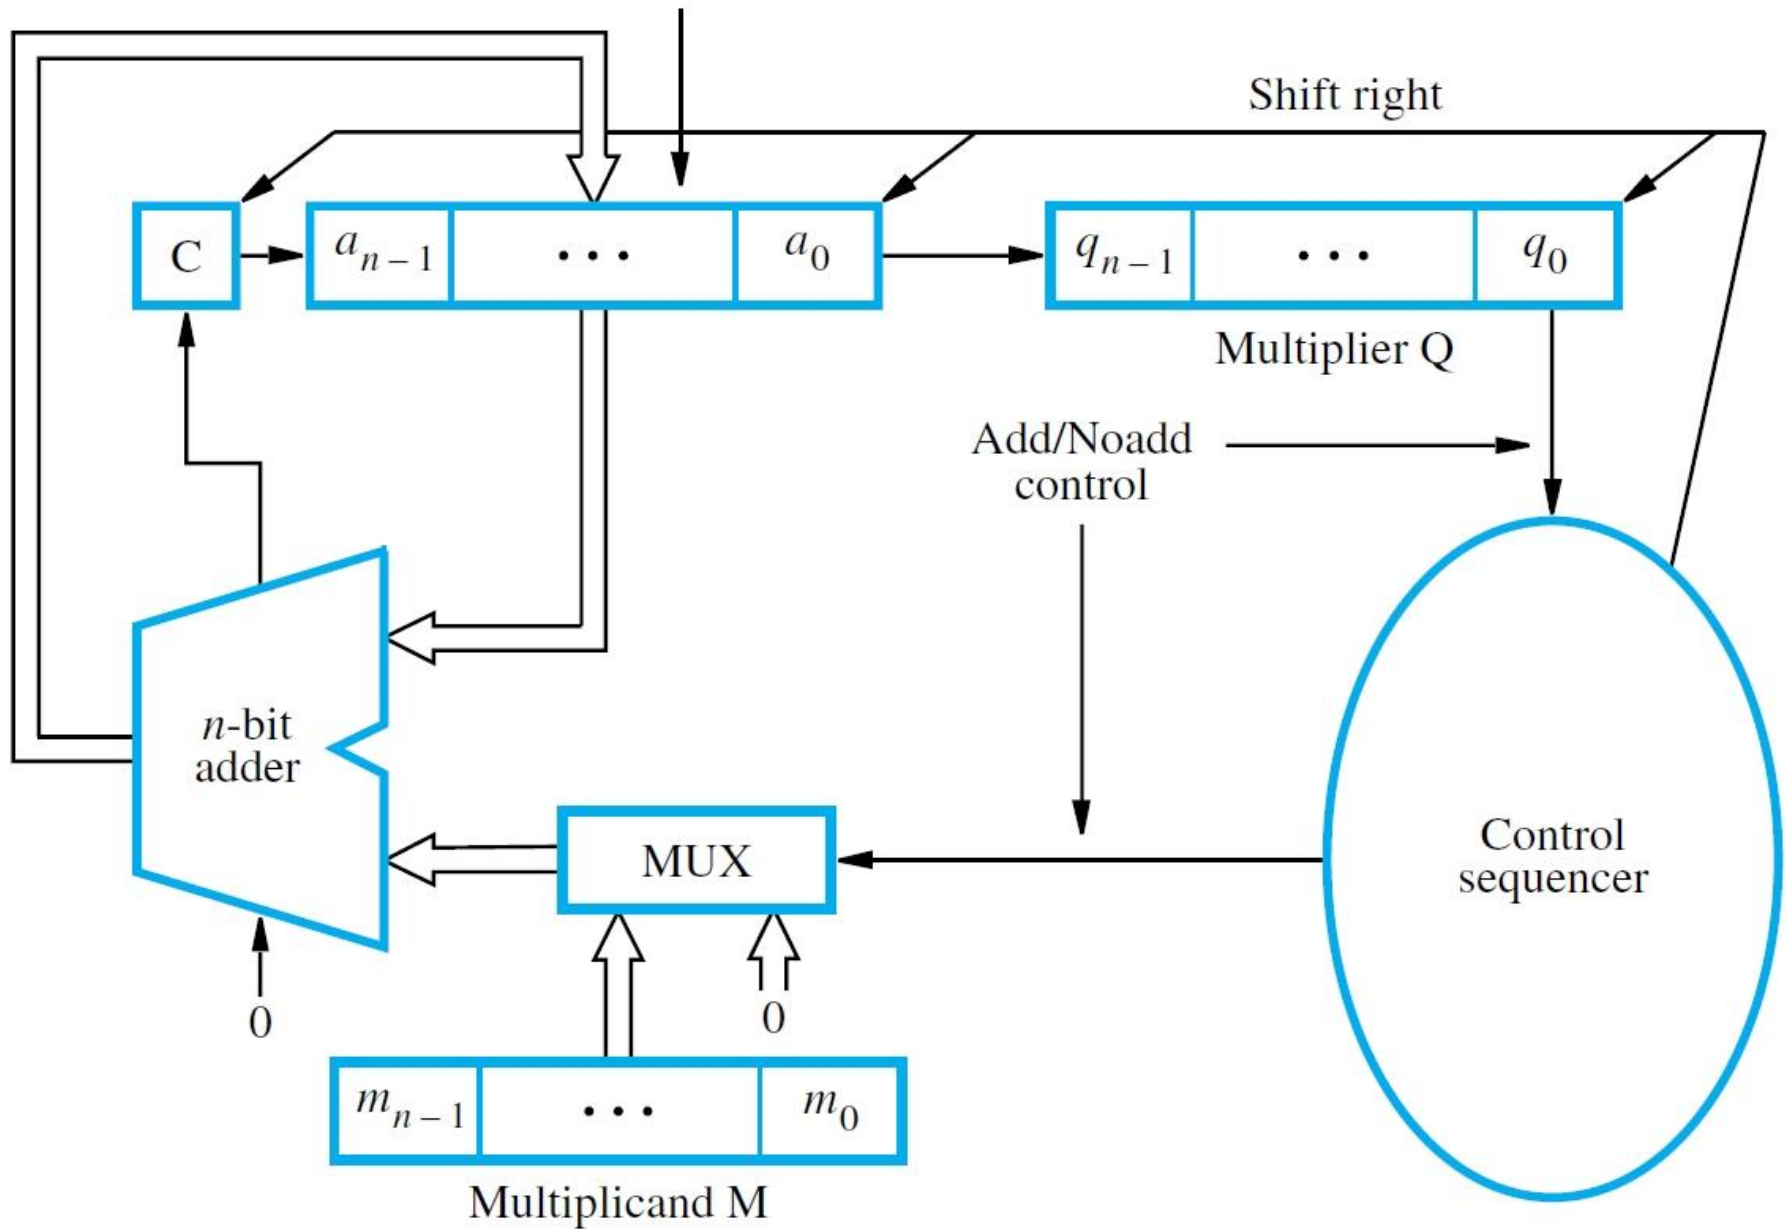 Shift right
C
a_{n – 1}
• • •
a_0
q_{n – 1}
• • •
q_0
Multiplier Q
Add/Noadd
control
n-bit
adder
MUX
Control
sequencer
0
0
m_{n – 1}
• • •
m_0
Multiplicand M